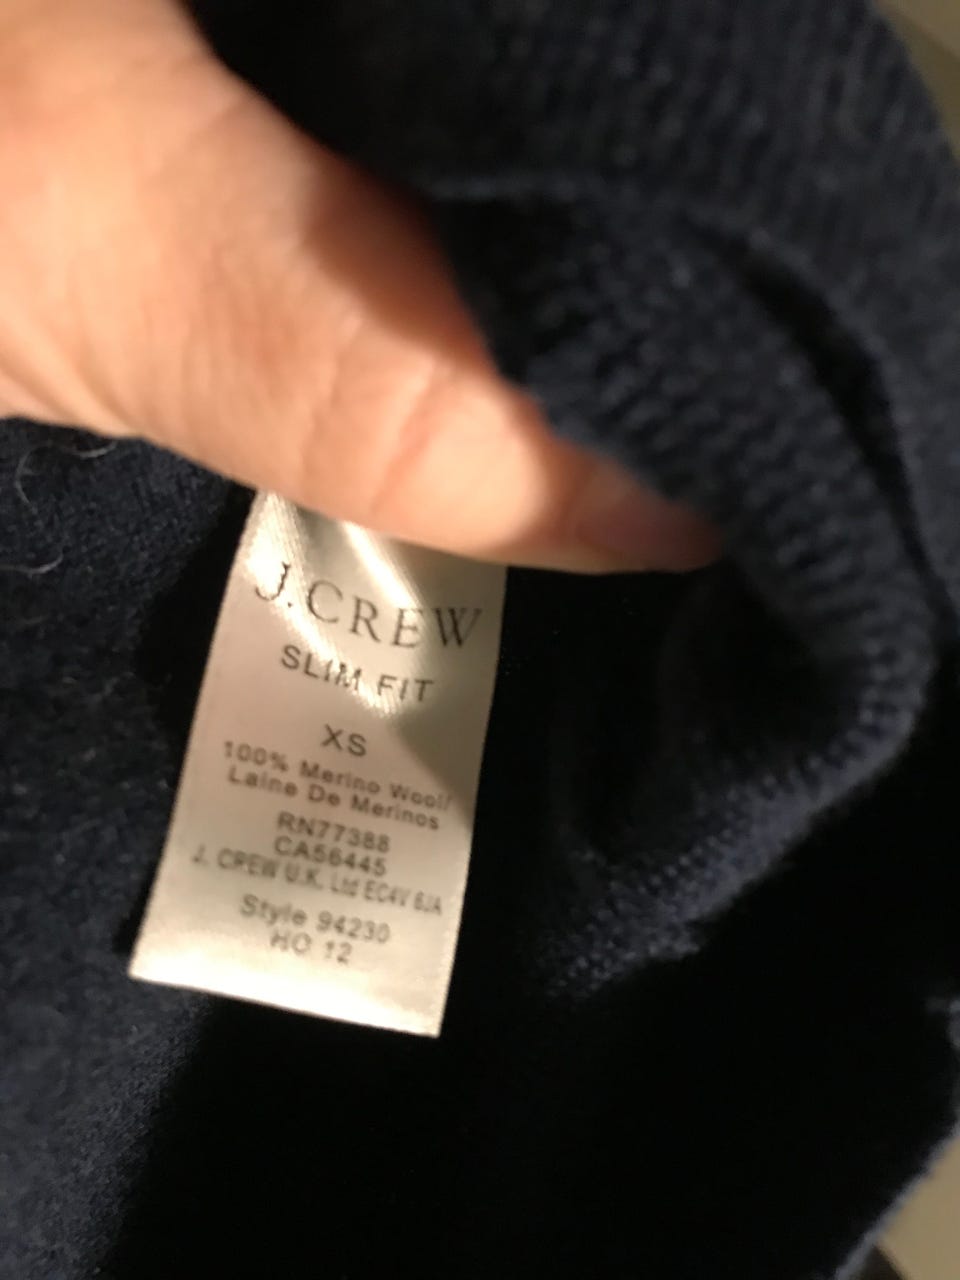 J.CREW
SLIM FIT
XS
100% Merino Wool/
Laine De Merinos
RN77388
CA56445
J. CREW U.K. Ltd EC4V 6JA
Style 94230
HO 12